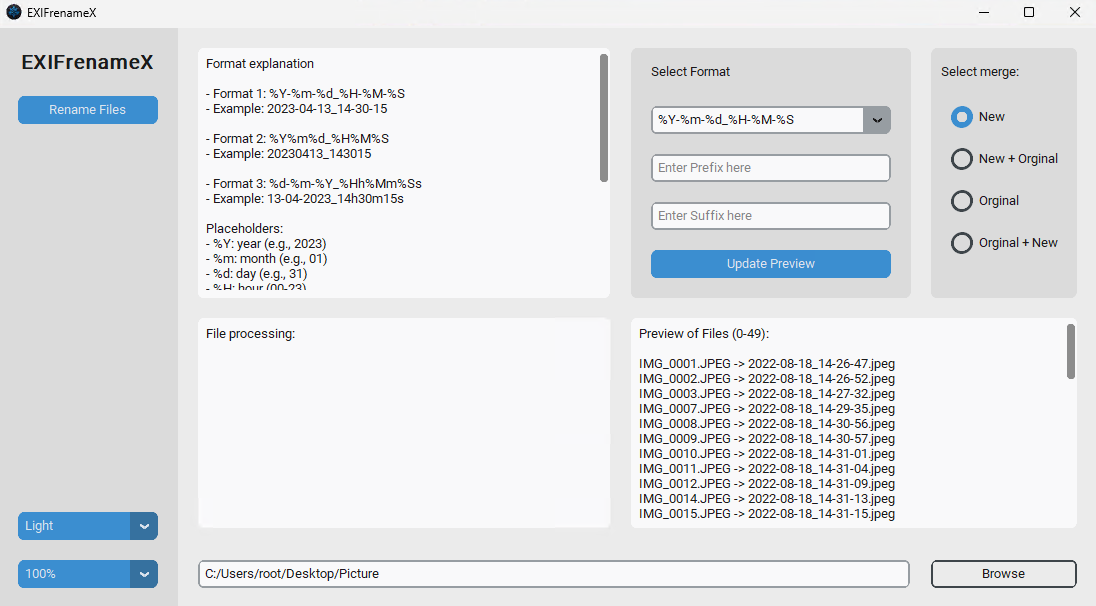 EXIFrenameX
EXIFrenameX
Rename Files
Light
100%
Format explanation
- Format 1: %Y-%m-%d_%H-%M-%S
- Example: 2023-04-13_14-30-15
- Format 2: %Y%m%d_%H%M%S
- Example: 20230413_143015
- Format 3: %d-%m-%Y_%Hh%Mm%Ss
- Example: 13-04-2023_14h30m15s
Placeholders:
- %Y: year (e.g., 2023)
- %m: month (e.g., 01)
- %d: day (e.g., 31)
- %H: hour (00-23)
Select Format
%Y-%m-%d_%H-%M-%S
Enter Prefix here
Enter Suffix here
Update Preview
Select merge:
New
New + Orginal
Orginal
Orginal + New
File processing:
Preview of Files (0-49):
IMG_0001.JPEG -> 2022-08-18_14-26-47.jpeg
IMG_0002.JPEG -> 2022-08-18_14-26-52.jpeg
IMG_0003.JPEG -> 2022-08-18_14-27-32.jpeg
IMG_0007.JPEG -> 2022-08-18_14-29-35.jpeg
IMG_0008.JPEG -> 2022-08-18_14-30-56.jpeg
IMG_0009.JPEG -> 2022-08-18_14-30-57.jpeg
IMG_0010.JPEG -> 2022-08-18_14-31-01.jpeg
IMG_0011.JPEG -> 2022-08-18_14-31-04.jpeg
IMG_0012.JPEG -> 2022-08-18_14-31-09.jpeg
IMG_0014.JPEG -> 2022-08-18_14-31-13.jpeg
IMG_0015.JPEG -> 2022-08-18_14-31-15.jpeg
C:/Users/root/Desktop/Picture
Browse